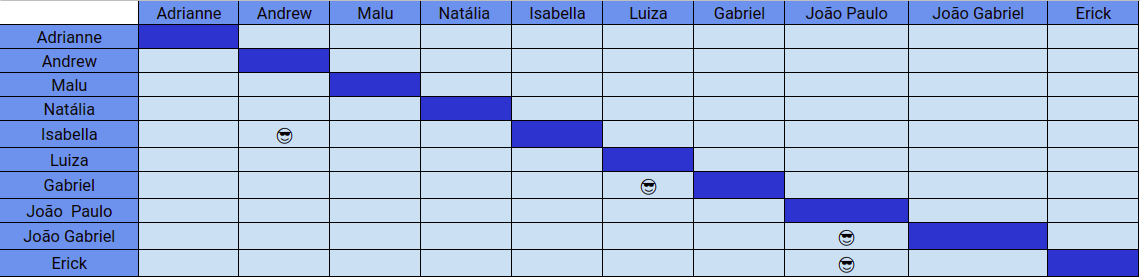 Adrianne Andrew Malu Natália Isabella Luiza Gabriel João Paulo João Gabriel Erick
Adrianne
Andrew
Malu
Natália
Isabella 😎
Luiza
Gabriel 😎
João Paulo
João Gabriel 😎
Erick 😎